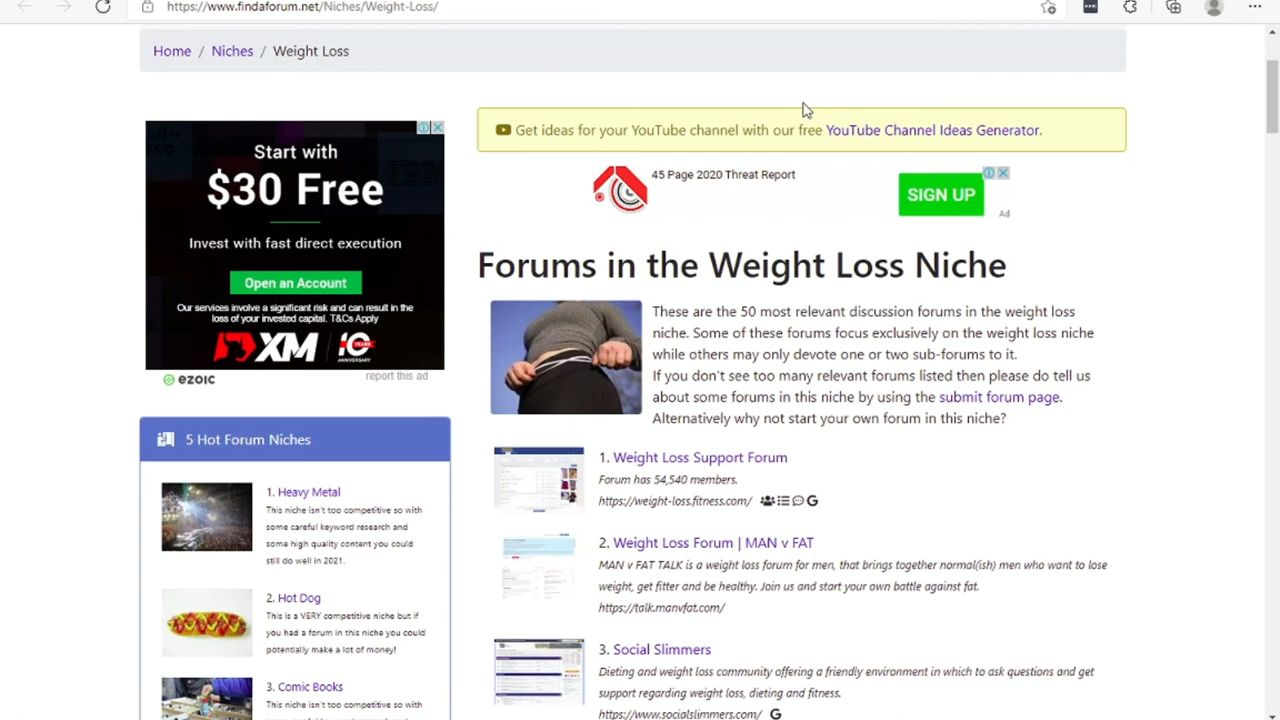 https://www.findaforum.net/Niches/Weight-Loss/
Home / Niches / Weight Loss
Start with
$30 Free
Invest with fast direct execution
Open an Account
Our services involve a significant risk and can result in the
loss of your invested capital. T&Cs Apply
XM 10 YEARS ANNIVERSARY
ezoic
report this ad
Get ideas for your YouTube channel with our free YouTube Channel Ideas Generator.
45 Page 2020 Threat Report
SIGN UP
Ad
Forums in the Weight Loss Niche
These are the 50 most relevant discussion forums in the weight loss
niche. Some of these forums focus exclusively on the weight loss niche
while others may only devote one or two sub-forums to it.
If you don't see too many relevant forums listed then please do tell us
about some forums in this niche by using the submit forum page.
Alternatively why not start your own forum in this niche?
1. Weight Loss Support Forum
Forum has 54,540 members.
https://weight-loss.fitness.com/
2. Weight Loss Forum | MAN v FAT
MAN v FAT TALK is a weight loss forum for men, that brings together normal(ish) men who want to lose
weight, get fitter and be healthy. Join us and start your own battle against fat.
https://talk.manvfat.com/
3. Social Slimmers
Dieting and weight loss community offering a friendly environment in which to ask questions and get
support regarding weight loss, dieting and fitness.
https://www.socialslimmers.com/
5 Hot Forum Niches
1. Heavy Metal
This niche isn't too competitive so with
some careful keyword research and
some high quality content you could
still do well in 2021.
2. Hot Dog
This is a VERY competitive niche but if
you had a forum in this niche you could
potentially make a lot of money!
3. Comic Books
This niche isn't too competitive so with